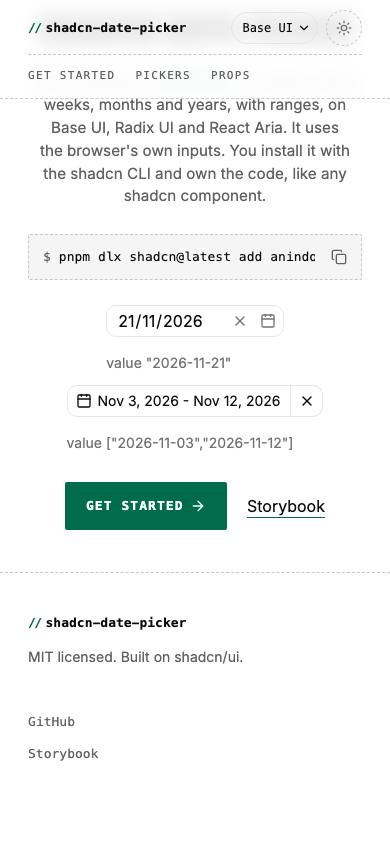 // shadcn-date-picker
Base UI
GET STARTED PICKERS PROPS
weeks, months and years, with ranges, on
Base UI, Radix UI and React Aria. It uses
the browser's own inputs. You install it with
the shadcn CLI and own the code, like any
shadcn component.
$ pnpm dlx shadcn@latest add anindo
21/11/2026
value "2026-11-21"
Nov 3, 2026 - Nov 12, 2026
value ["2026-11-03","2026-11-12"]
GET STARTED →
Storybook
// shadcn-date-picker
MIT licensed. Built on shadcn/ui.
GitHub
Storybook